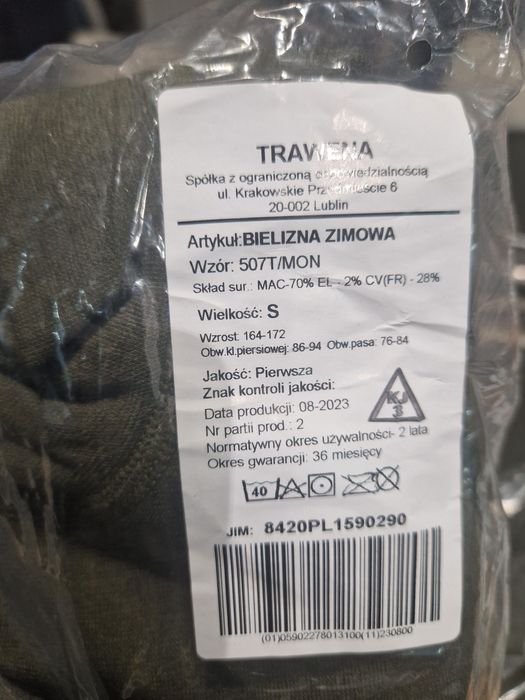 TRAWENA
Spółka z ograniczoną odpowiedzialnością
ul. Krakowskie Przedmieście 6
20-002 Lublin
Artykuł:BIELIZNA ZIMOWA
Wzór: 507T/MON
Skład sur.: MAC-70% EL - 2% CV(FR) - 28%
Wielkość: S
Wzrost: 164-172
Obw.kl.piersiowej: 86-94 Obw.pasa: 76-84
Jakość: Pierwsza
Znak kontroli jakości:
KJ
3
Data produkcji: 08-2023
Nr partii prod.: 2
Normatywny okres używalności- 2 lata
Okres gwarancji: 36 miesięcy
40
JIM: 8420PL1590290
(01)05902278013100(11)230800